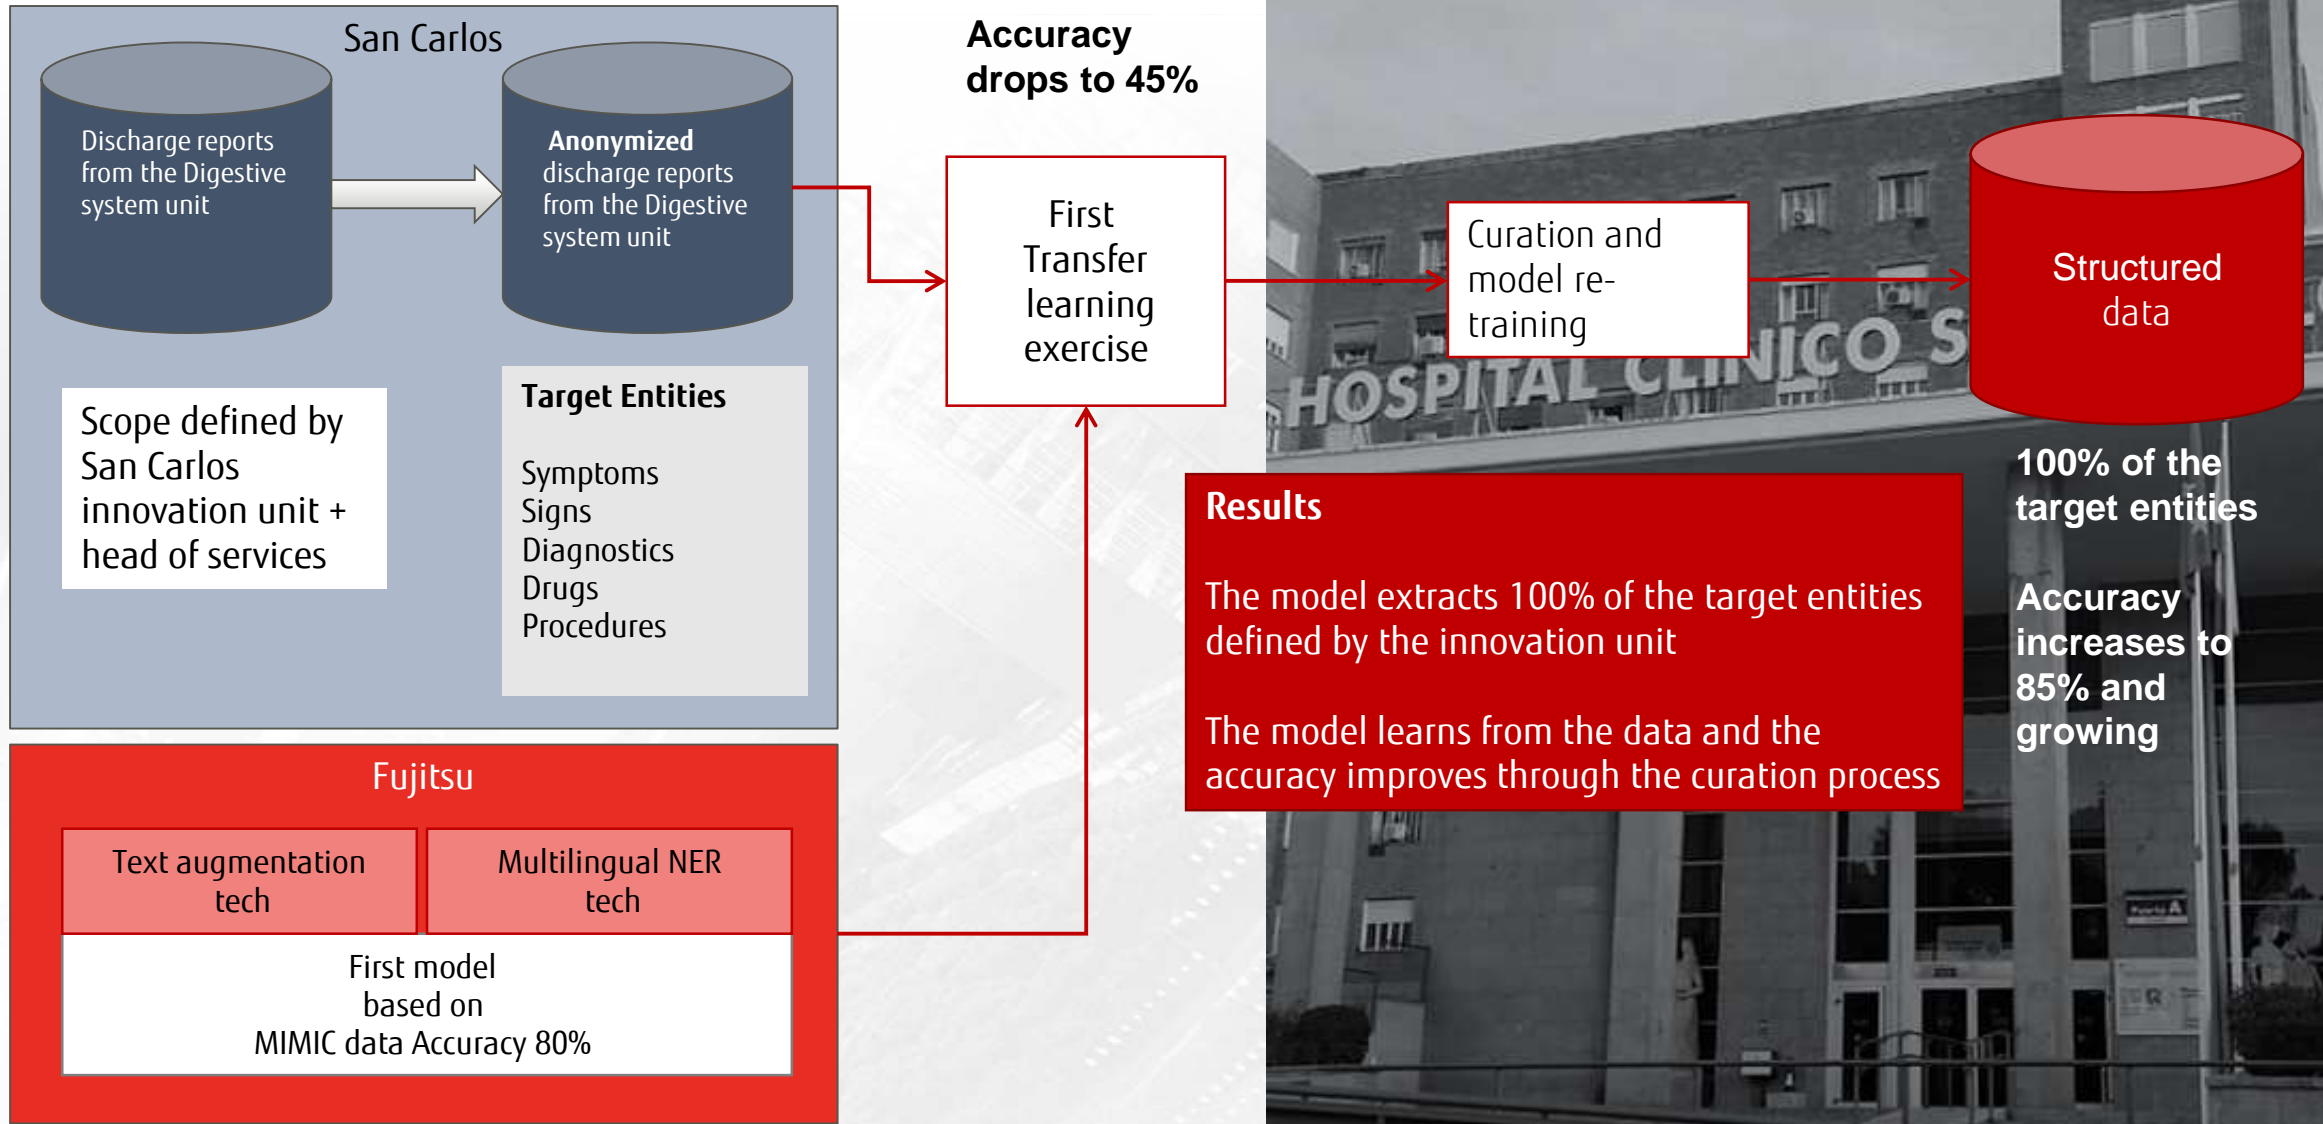 San Carlos
Discharge reports
from the Digestive
system unit
Anonymized
discharge reports
from the Digestive
system unit
Scope defined by
San Carlos
innovation unit +
head of services
Target Entities
Symptoms
Signs
Diagnostics
Drugs
Procedures
Fujitsu
Text augmentation
tech
Multilingual NER
tech
First model
based on
MIMIC data Accuracy 80%
Accuracy
drops to 45%
First
Transfer
learning
exercise
Curation and
model re-
training
Structured
data
HOSPITAL CLINICO S
100% of the
target entities
Accuracy
increases to
85% and
growing
Results
The model extracts 100% of the target entities
defined by the innovation unit
The model learns from the data and the
accuracy improves through the curation process